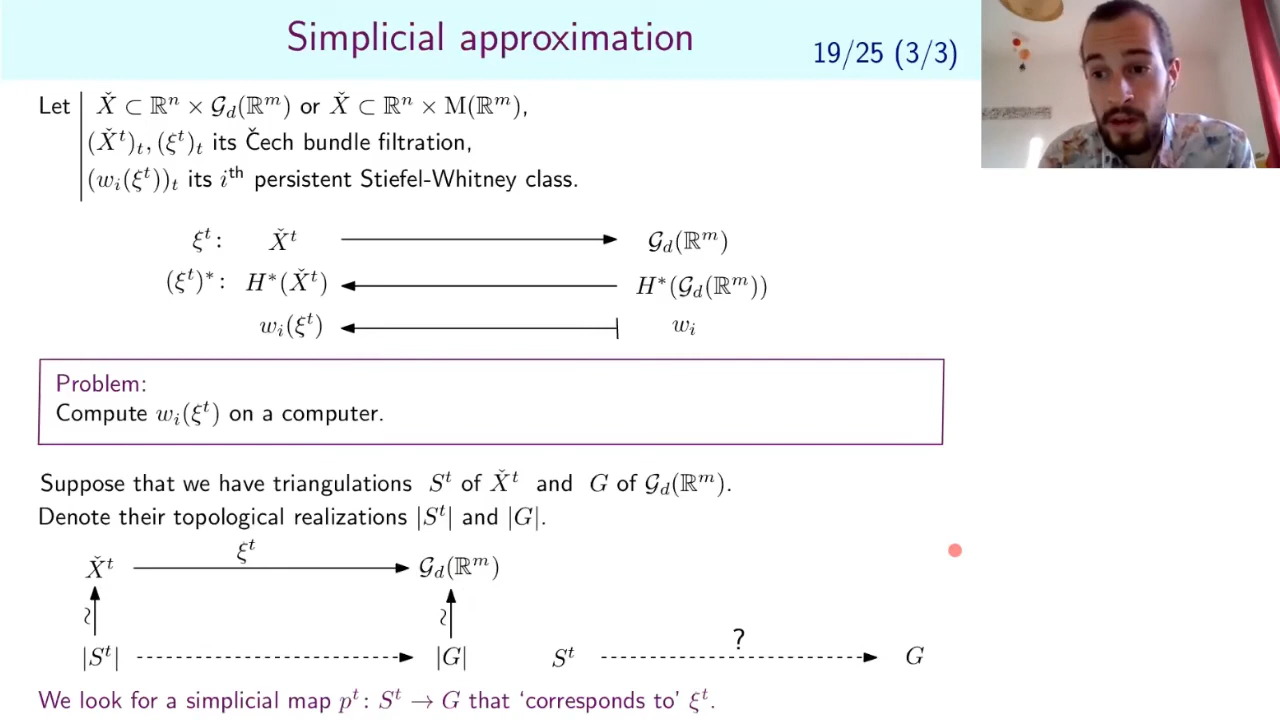 Simplicial approximation
19/25 (3/3)
Let X̌ ⊂ ℝⁿ × 𝒢_d(ℝᵐ) or X̌ ⊂ ℝⁿ × M(ℝᵐ),
(X̌ᵗ)ₜ, (ξᵗ)ₜ its Čech bundle filtration,
(wᵢ(ξᵗ))ₜ its iᵗʰ persistent Stiefel-Whitney class.
ξᵗ: X̌ᵗ ⟶ 𝒢_d(ℝᵐ)
(ξᵗ)*: H*(X̌ᵗ) ⟵ H*(𝒢_d(ℝᵐ))
wᵢ(ξᵗ) ⟻ wᵢ
Problem:
Compute wᵢ(ξᵗ) on a computer.
Suppose that we have triangulations Sᵗ of X̌ᵗ and G of 𝒢_d(ℝᵐ).
Denote their topological realizations |Sᵗ| and |G|.
ξᵗ
X̌ᵗ ⟶ 𝒢_d(ℝᵐ)
≀ ≀
?
|Sᵗ| ⇢ |G| Sᵗ ⇢ G
We look for a simplicial map pᵗ: Sᵗ → G that ‘corresponds to’ ξᵗ.